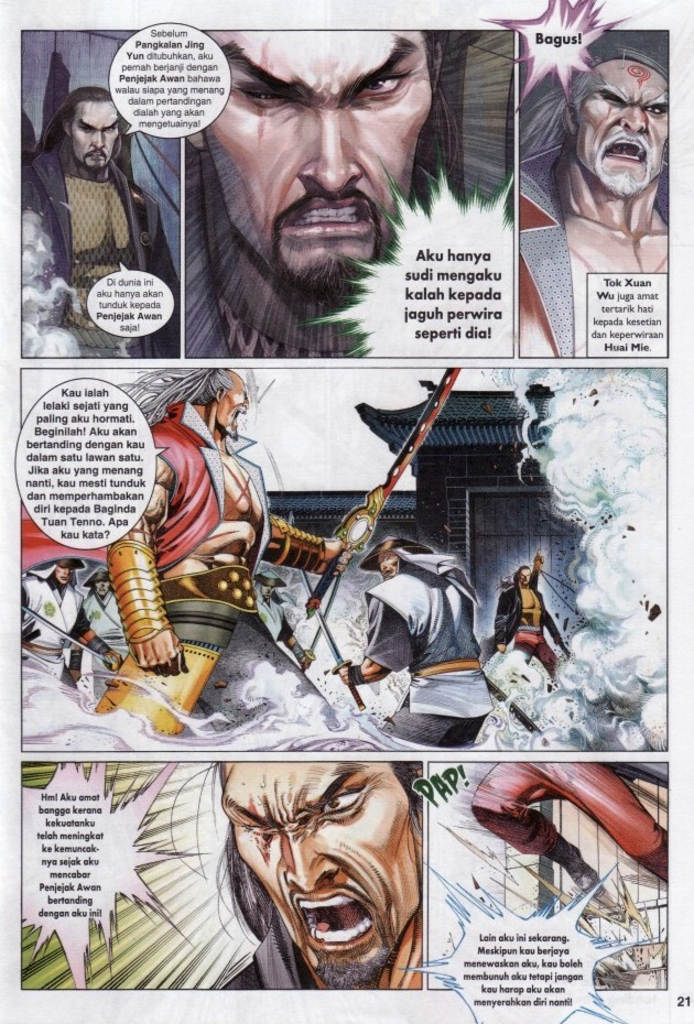 Sebelum
Pangkalan Jing
Yun ditubuhkan, aku
pernah berjanji dengan
Penjejak Awan bahawa
walau siapa yang menang
dalam pertandingan
dialah yang akan
mengetuainya!
Di dunia ini
aku hanya akan
tunduk kepada
Penjejak Awan
saja!
Aku hanya
sudi mengaku
kalah kepada
jaguh perwira
seperti dia!
Bagus!
Tok Xuan
Wu juga amat
tertarik hati
kepada kesetian
dan keperwiraan
Huai Mie.
Kau ialah
lelaki sejati yang
paling aku hormati.
Beginilah! Aku akan
bertanding dengan kau
dalam satu lawan satu.
Jika aku yang menang
nanti, kau mesti tunduk
dan memperhambakan
diri kepada Baginda
Tuan Tenno. Apa
kau kata?
Hm! Aku amat
bangga kerana
kekuatanku
telah meningkat
ke kemuncak-
nya sejak aku
mencabar
Penjejak Awan
bertanding
dengan aku ini!
PAP!
Lain aku ini sekarang.
Meskipun kau berjaya
menewaskan aku, kau boleh
membunuh aku tetapi jangan
kau harap aku akan
menyerahkan diri nanti!
21